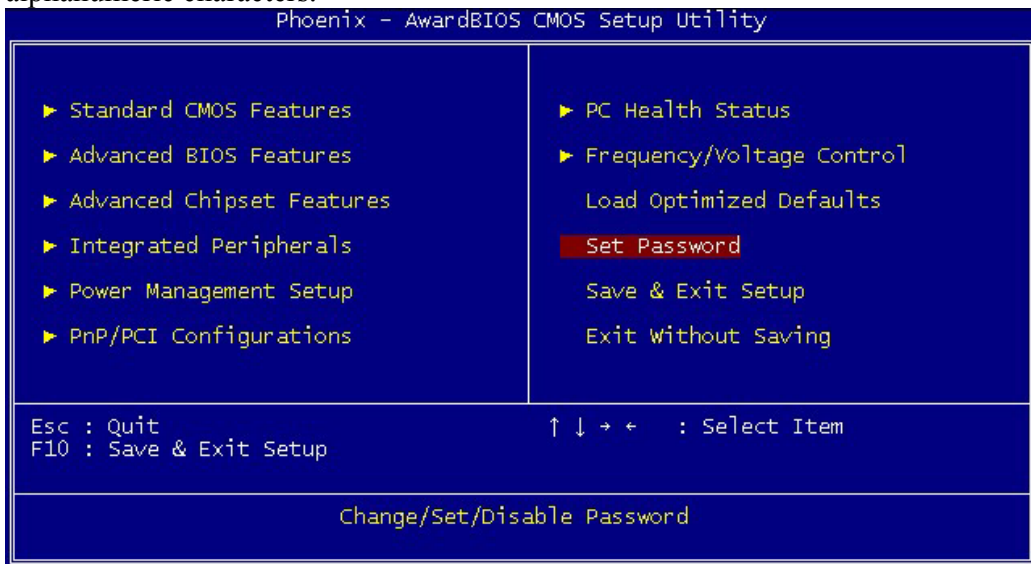 alphanumeric characters.
Phoenix - AwardBIOS CMOS Setup Utility
► Standard CMOS Features
► Advanced BIOS Features
► Advanced Chipset Features
► Integrated Peripherals
► Power Management Setup
► PnP/PCI Configurations
► PC Health Status
► Frequency/Voltage Control
Load Optimized Defaults
Set Password
Save & Exit Setup
Exit Without Saving
Esc : Quit
F10 : Save & Exit Setup
↑ ↓ → ← : Select Item
Change/Set/Disable Password